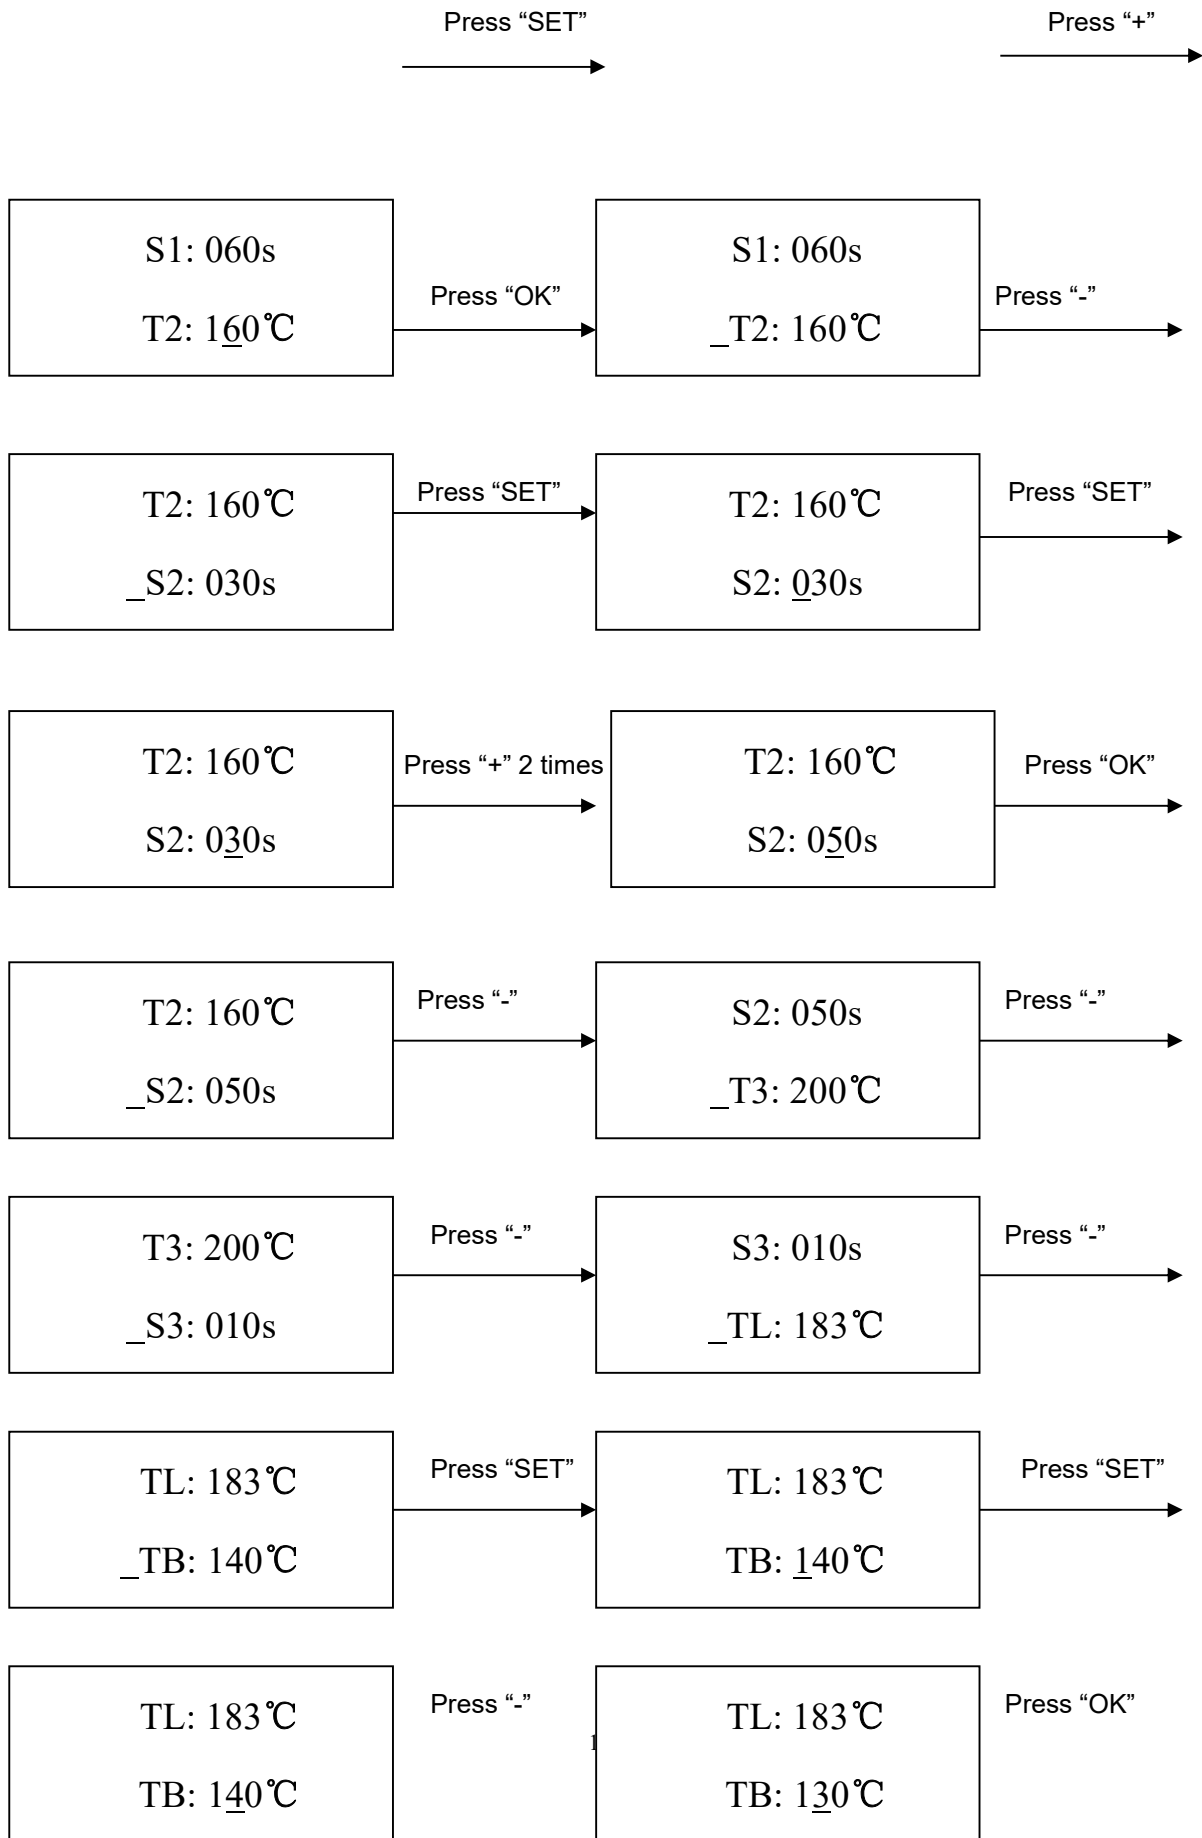 Press “SET”
Press “+”
S1: 060s
T2: 160℃
Press “OK”
S1: 060s
_T2: 160℃
Press “-”
T2: 160℃
_S2: 030s
Press “SET”
T2: 160℃
S2: 030s
Press “SET”
T2: 160℃
S2: 030s
Press “+” 2 times
T2: 160℃
S2: 050s
Press “OK”
T2: 160℃
_S2: 050s
Press “-”
S2: 050s
_T3: 200℃
Press “-”
T3: 200℃
_S3: 010s
Press “-”
S3: 010s
_TL: 183℃
Press “-”
TL: 183℃
_TB: 140℃
Press “SET”
TL: 183℃
TB: 140℃
Press “SET”
TL: 183℃
TB: 140℃
Press “-”
TL: 183℃
TB: 130℃
Press “OK”